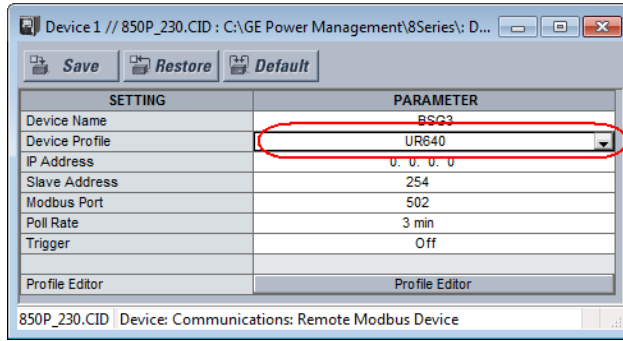 Device 1 // 850P_230.CID : C:\GE Power Management\8Series\: D...
Save Restore Default
SETTING PARAMETER
Device Name BSG3
Device Profile UR640
IP Address 0. 0. 0. 0
Slave Address 254
Modbus Port 502
Poll Rate 3 min
Trigger Off
Profile Editor Profile Editor
850P_230.CID Device: Communications: Remote Modbus Device